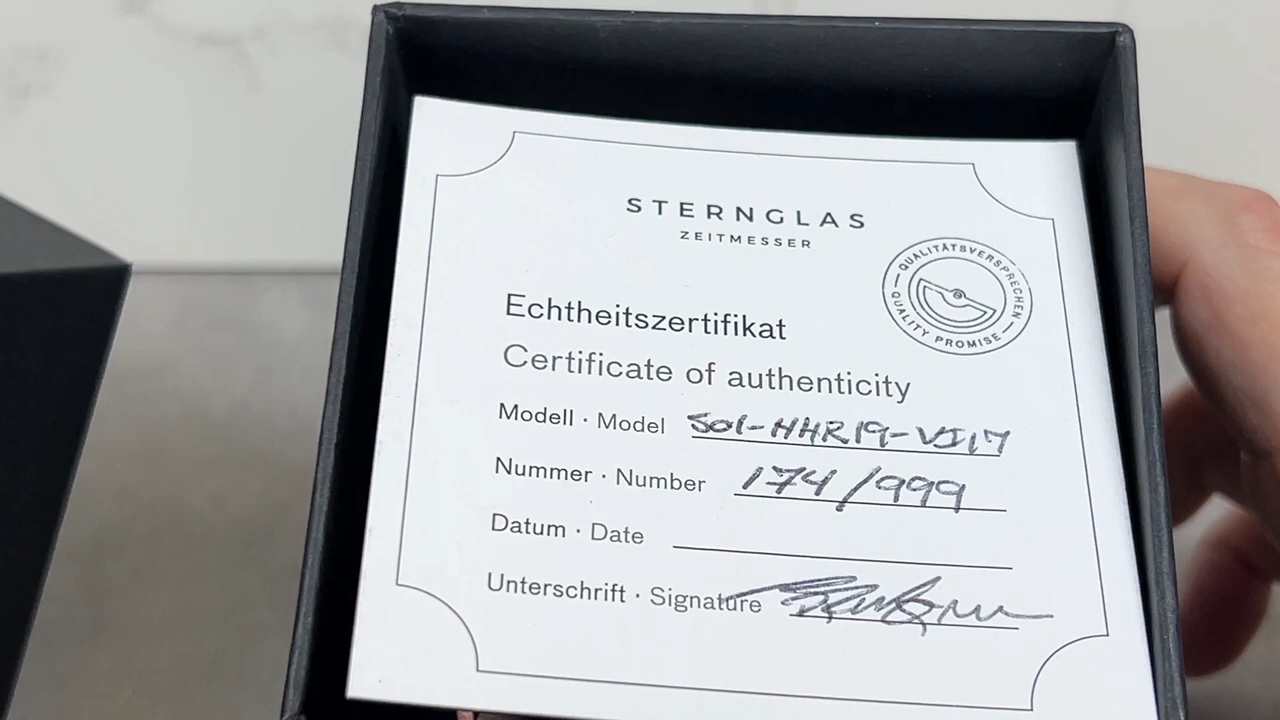 STERNGLAS
ZEITMESSER
QUALITÄTSVERSPRECHEN
QUALITY PROMISE
Echtheitszertifikat
Certificate of authenticity
Modell · Model S01-HHR19-VI17
Nummer · Number 174/999
Datum · Date
Unterschrift · Signature